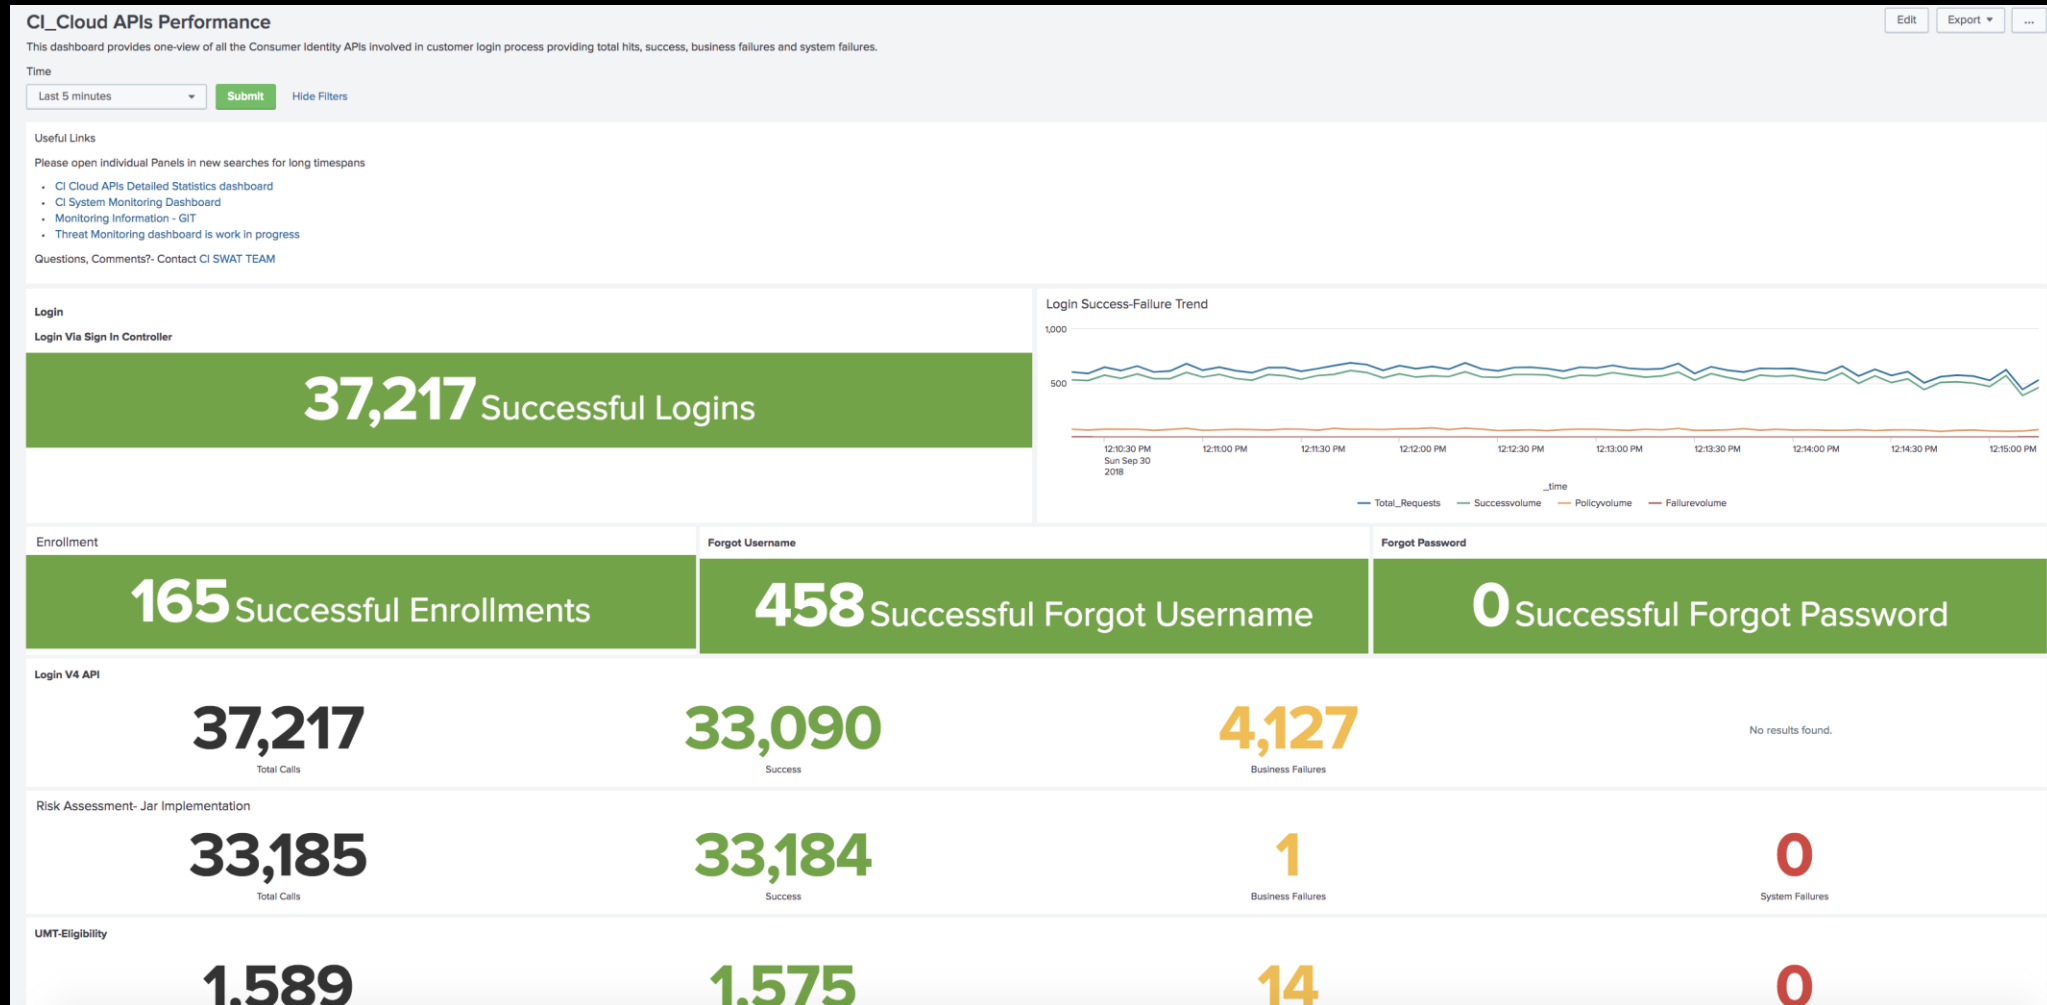 CI_Cloud APIs Performance
Edit
Export
...
This dashboard provides one-view of all the Consumer Identity APIs involved in customer login process providing total hits, success, business failures and system failures.
Time
Last 5 minutes
Submit
Hide Filters
Useful Links
Please open individual Panels in new searches for long timespans
• CI Cloud APIs Detailed Statistics dashboard
• CI System Monitoring Dashboard
• Monitoring Information - GIT
• Threat Monitoring dashboard is work in progress
Questions, Comments?- Contact CI SWAT TEAM
Login
Login Via Sign In Controller
37,217 Successful Logins
Login Success-Failure Trend
1,000
500
12:10:30 PM
Sun Sep 30
2018
12:11:00 PM
12:11:30 PM
12:12:00 PM
12:12:30 PM
12:13:00 PM
12:13:30 PM
12:14:00 PM
12:14:30 PM
12:15:00 PM
_time
Total_Requests
Successvolume
Policyvolume
Failurevolume
Enrollment
165 Successful Enrollments
Forgot Username
458 Successful Forgot Username
Forgot Password
0 Successful Forgot Password
Login V4 API
37,217
Total Calls
33,090
Success
4,127
Business Failures
No results found.
Risk Assessment- Jar Implementation
33,185
Total Calls
33,184
Success
1
Business Failures
0
System Failures
UMT-Eligibility
1,589
1,575
14
0